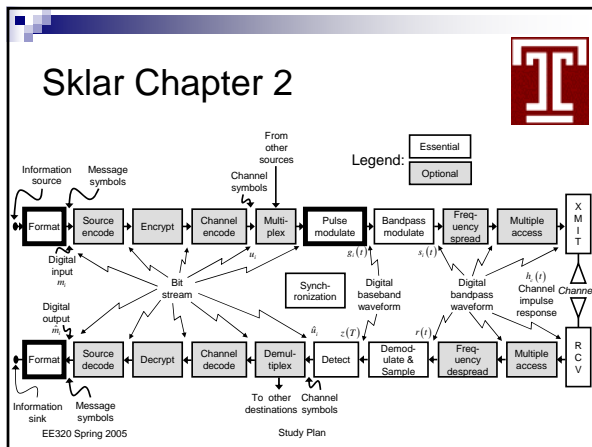 Sklar Chapter 2
From
other
sources
Legend:
Essential
Optional
Information
source
Message
symbols
Channel
symbols
Format
Source
encode
Encrypt
Channel
encode
Multi-
plex
Pulse
modulate
Bandpass
modulate
Freq-
uency
spread
Multiple
access
X
M
I
T
Digital
input
m_i
u_i
g_i(t)
s_i(t)
Bit
stream
Synch-
ronization
Digital
baseband
waveform
Digital
bandpass
waveform
h_c(t)
Channel
impulse
response
Channel
Digital
output
m̂_i
û_i
z(T)
r(t)
Format
Source
decode
Decrypt
Channel
decode
Demul-
tiplex
Detect
Demod-
ulate &
Sample
Freq-
uency
despread
Multiple
access
R
C
V
Information
sink
Message
symbols
To other
destinations
Channel
symbols
EE320 Spring 2005
Study Plan